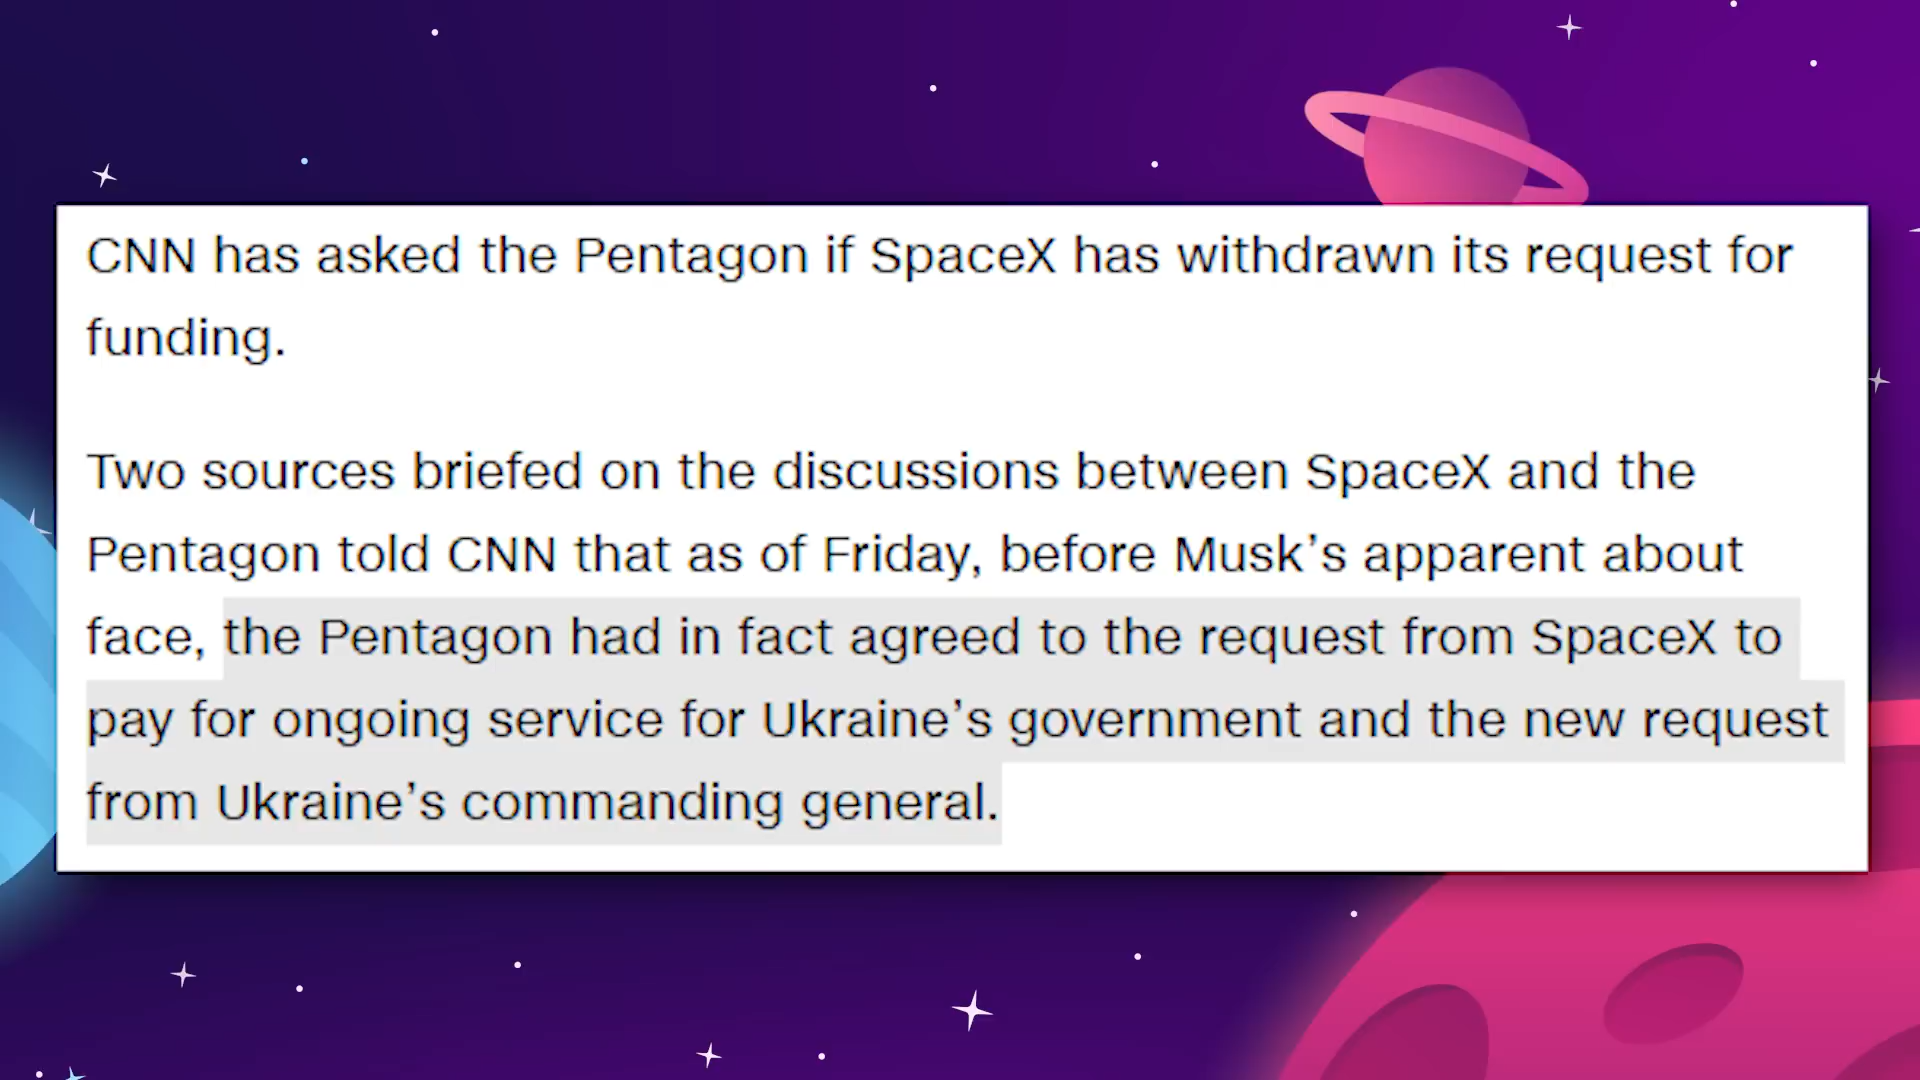 CNN has asked the Pentagon if SpaceX has withdrawn its request for
funding.
Two sources briefed on the discussions between SpaceX and the
Pentagon told CNN that as of Friday, before Musk’s apparent about
face, the Pentagon had in fact agreed to the request from SpaceX to
pay for ongoing service for Ukraine’s government and the new request
from Ukraine’s commanding general.